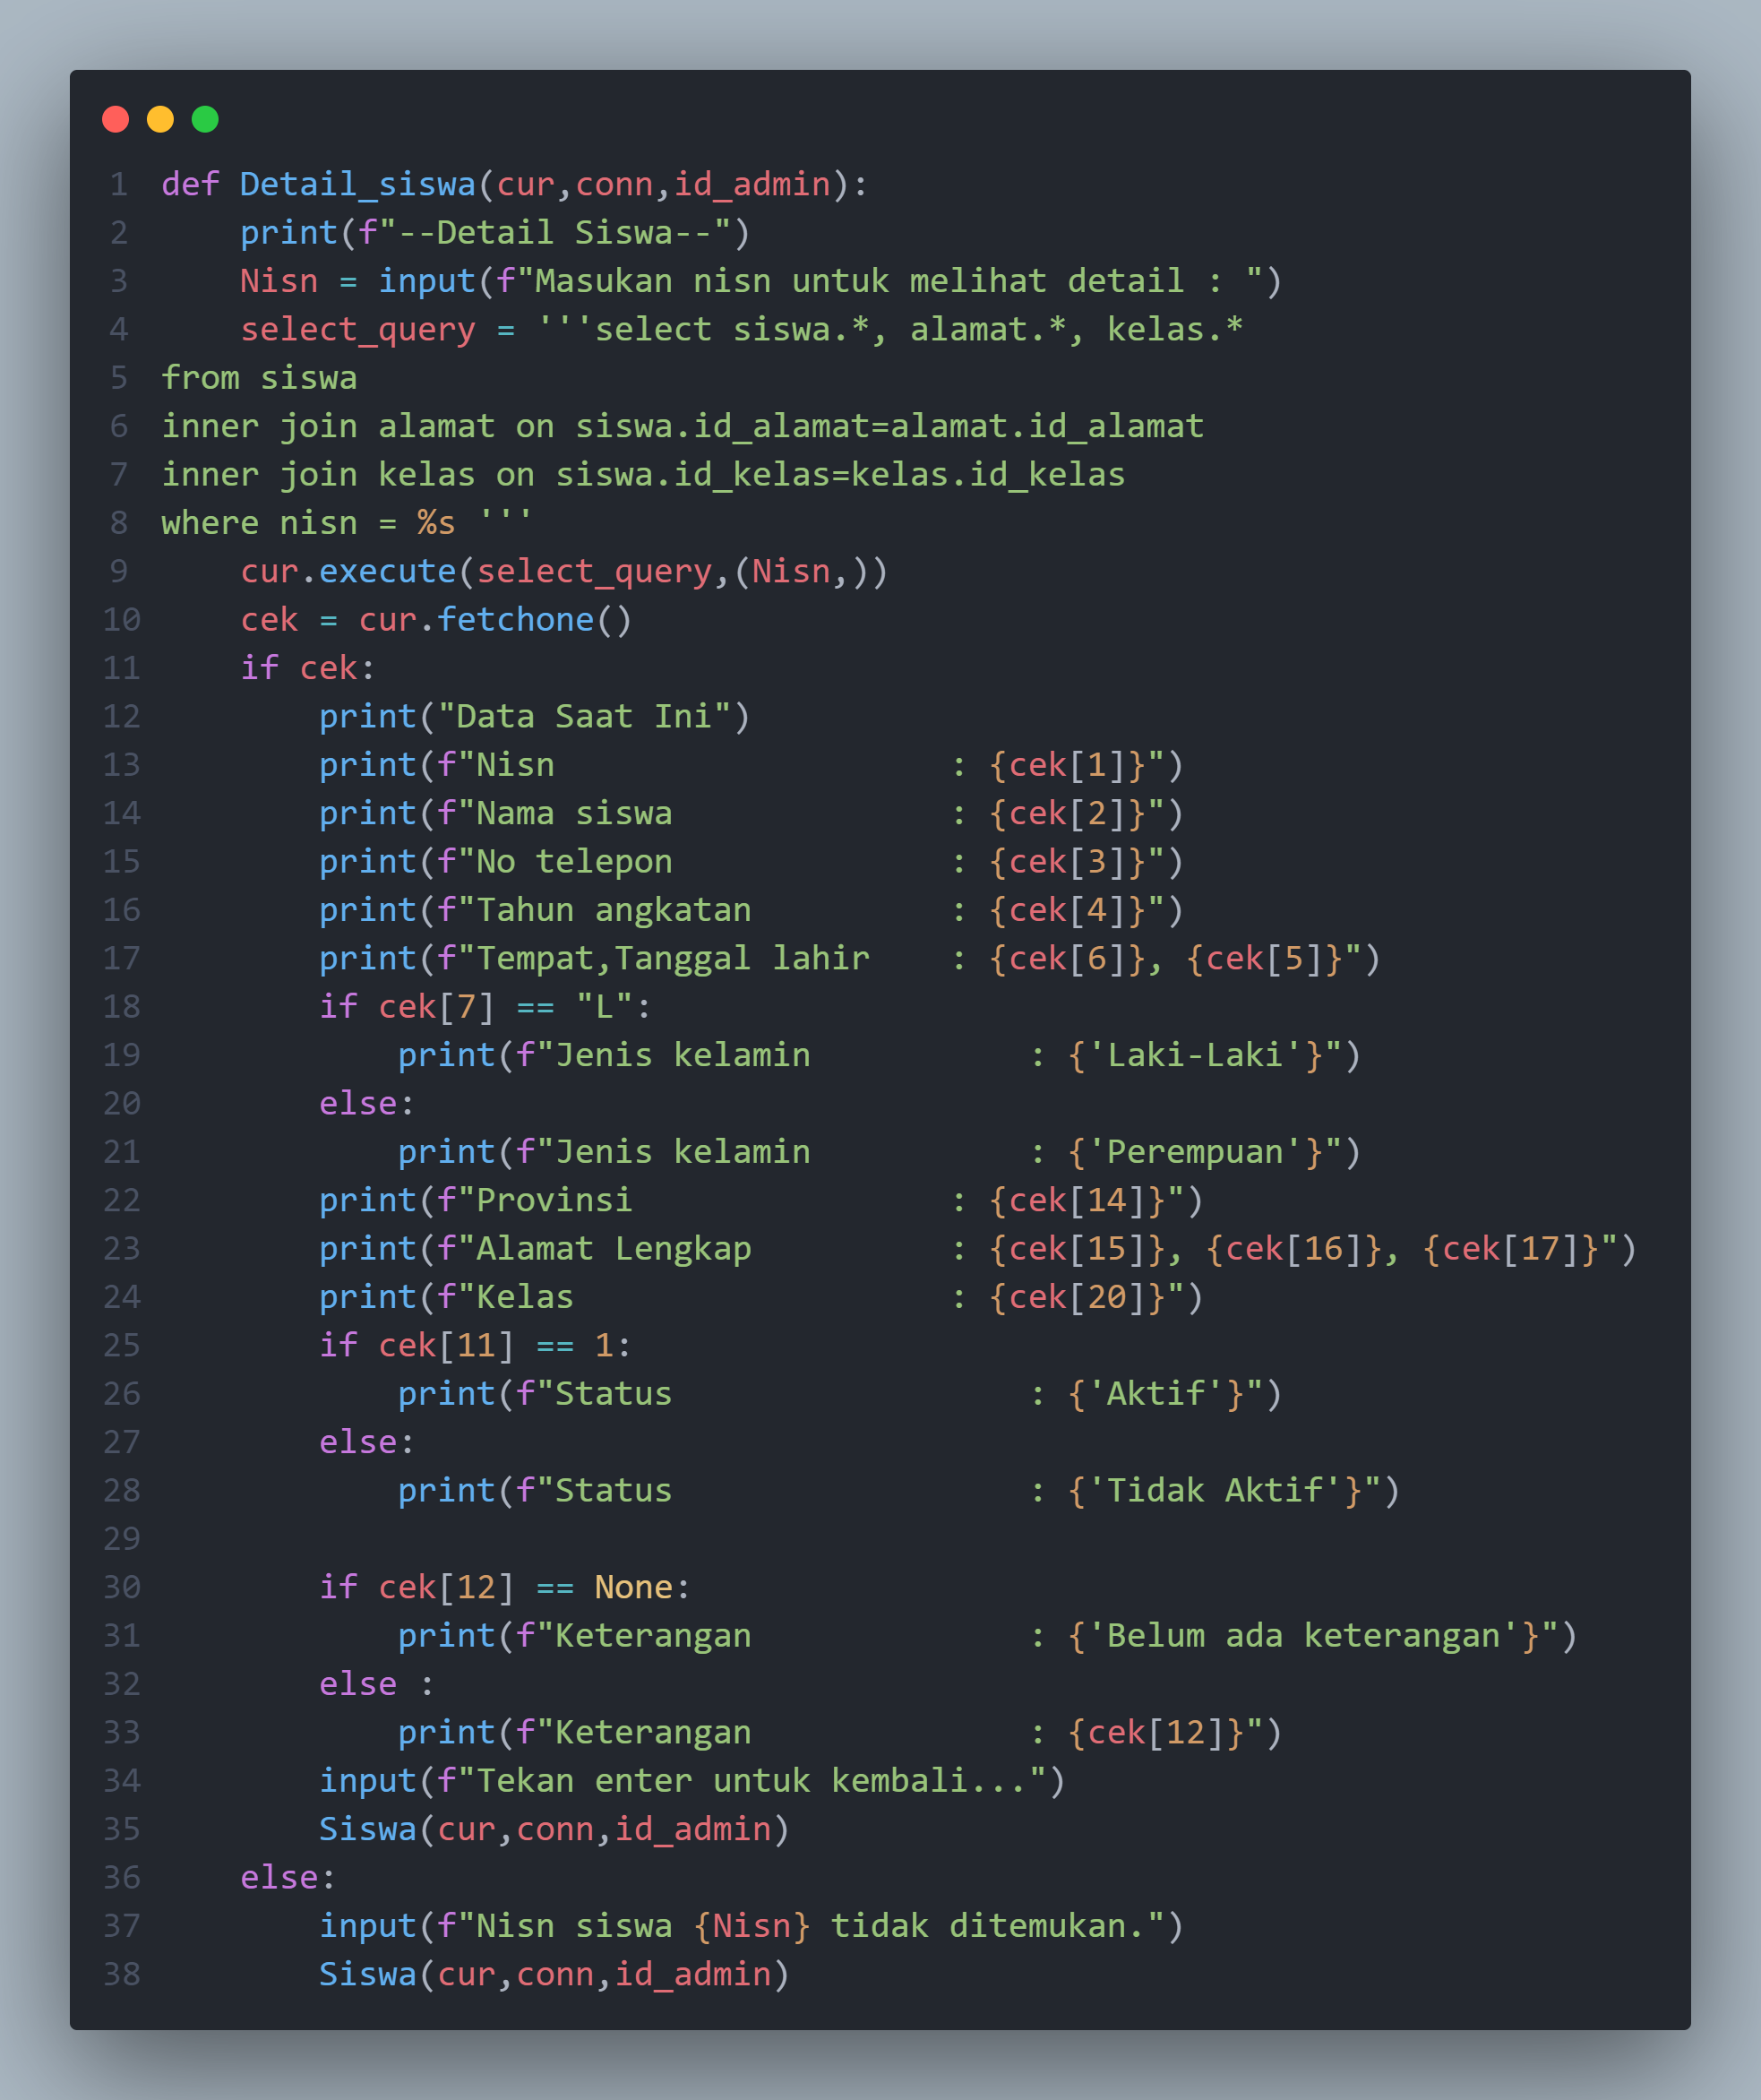 1 def Detail_siswa(cur,conn,id_admin):
2     print(f"--Detail Siswa--")
3     Nisn = input(f"Masukan nisn untuk melihat detail : ")
4     select_query = '''select siswa.*, alamat.*, kelas.*
5 from siswa
6 inner join alamat on siswa.id_alamat=alamat.id_alamat
7 inner join kelas on siswa.id_kelas=kelas.id_kelas
8 where nisn = %s '''
9     cur.execute(select_query,(Nisn,))
10     cek = cur.fetchone()
11     if cek:
12         print("Data Saat Ini")
13         print(f"Nisn                    : {cek[1]}")
14         print(f"Nama siswa              : {cek[2]}")
15         print(f"No telepon              : {cek[3]}")
16         print(f"Tahun angkatan          : {cek[4]}")
17         print(f"Tempat,Tanggal lahir    : {cek[6]}, {cek[5]}")
18         if cek[7] == "L":
19             print(f"Jenis kelamin           : {'Laki-Laki'}")
20         else:
21             print(f"Jenis kelamin           : {'Perempuan'}")
22         print(f"Provinsi                : {cek[14]}")
23         print(f"Alamat Lengkap          : {cek[15]}, {cek[16]}, {cek[17]}")
24         print(f"Kelas                   : {cek[20]}")
25         if cek[11] == 1:
26             print(f"Status                  : {'Aktif'}")
27         else:
28             print(f"Status                  : {'Tidak Aktif'}")
29
30         if cek[12] == None:
31             print(f"Keterangan              : {'Belum ada keterangan'}")
32         else :
33             print(f"Keterangan              : {cek[12]}")
34         input(f"Tekan enter untuk kembali...")
35         Siswa(cur,conn,id_admin)
36     else:
37         input(f"Nisn siswa {Nisn} tidak ditemukan.")
38         Siswa(cur,conn,id_admin)